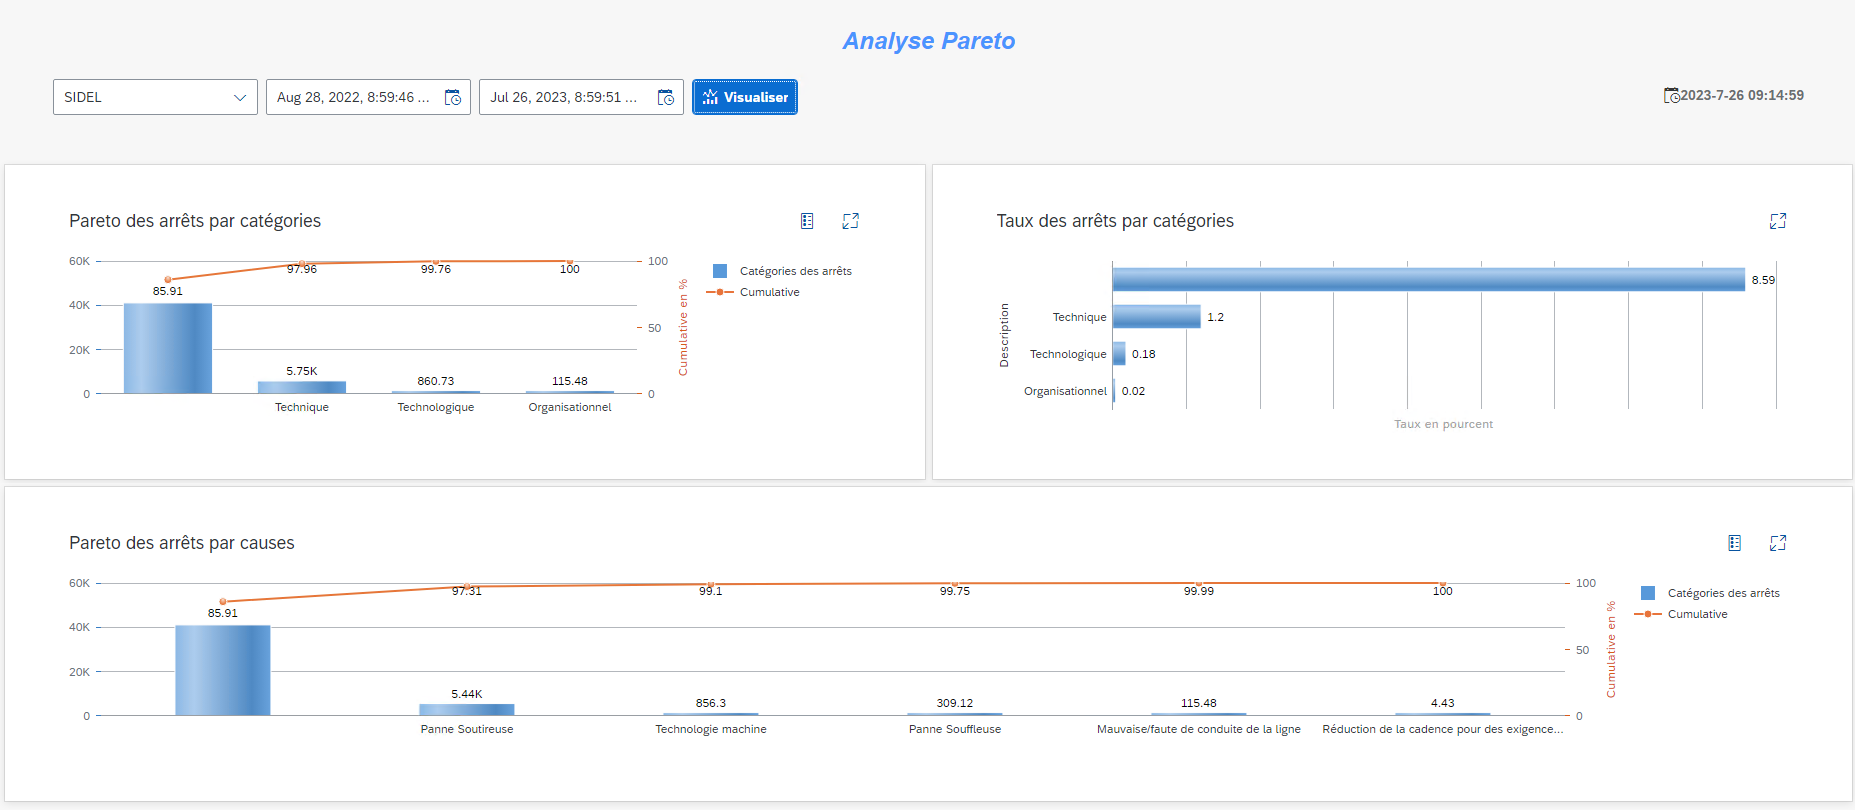 Analyse Pareto
SIDEL
Aug 28, 2022, 8:59:46 ...
Jul 26, 2023, 8:59:51 ...
Visualiser
2023-7-26 09:14:59
Pareto des arrêts par catégories
60K
40K
20K
0
85.91
97.96
99.76
100
5.75K
860.73
115.48
Technique
Technologique
Organisationnel
100
50
0
Cumulative en %
Catégories des arrêts
Cumulative
Taux des arrêts par catégories
Description
8.59
Technique 1.2
Technologique 0.18
Organisationnel 0.02
Taux en pourcent
Pareto des arrêts par causes
60K
40K
20K
0
85.91
97.31
99.1
99.75
99.99
100
5.44K
856.3
309.12
115.48
4.43
Panne Soutireuse
Technologie machine
Panne Souffleuse
Mauvaise/faute de conduite de la ligne
Réduction de la cadence pour des exigence...
100
50
0
Cumulative en %
Catégories des arrêts
Cumulative